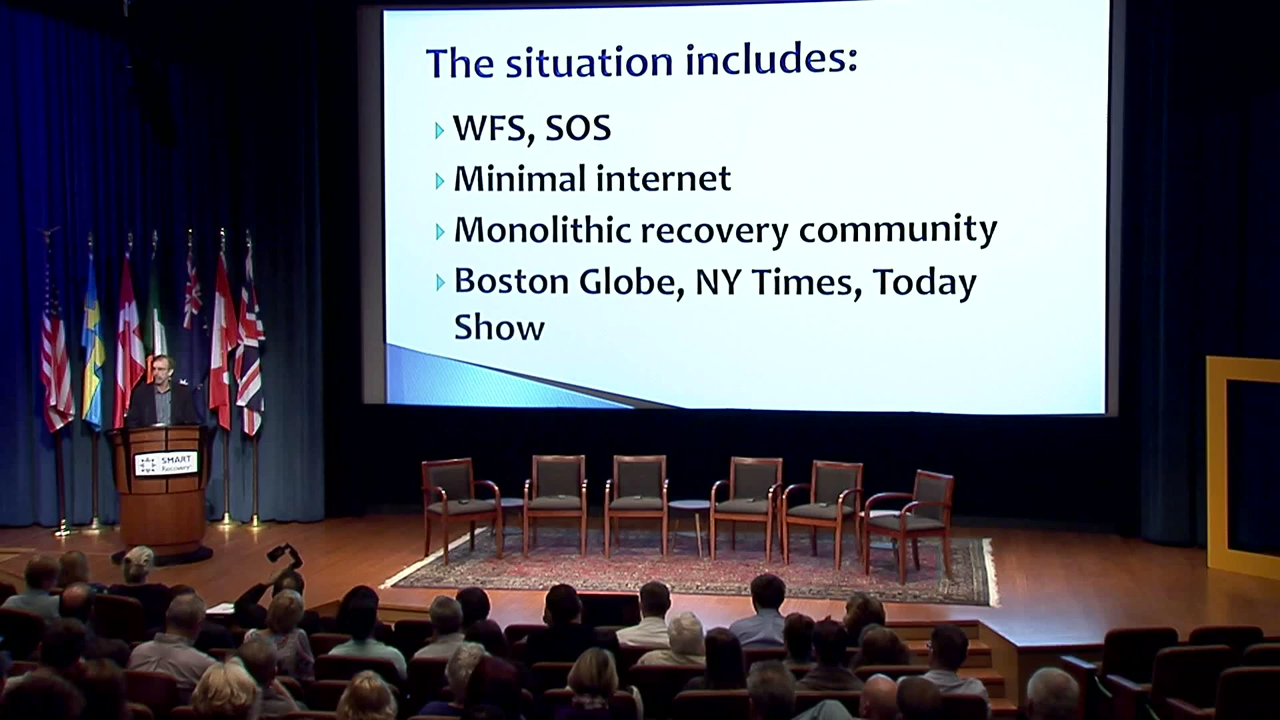 The situation includes:
WFS, SOS
Minimal internet
Monolithic recovery community
Boston Globe, NY Times, Today
Show
SMART
Recovery